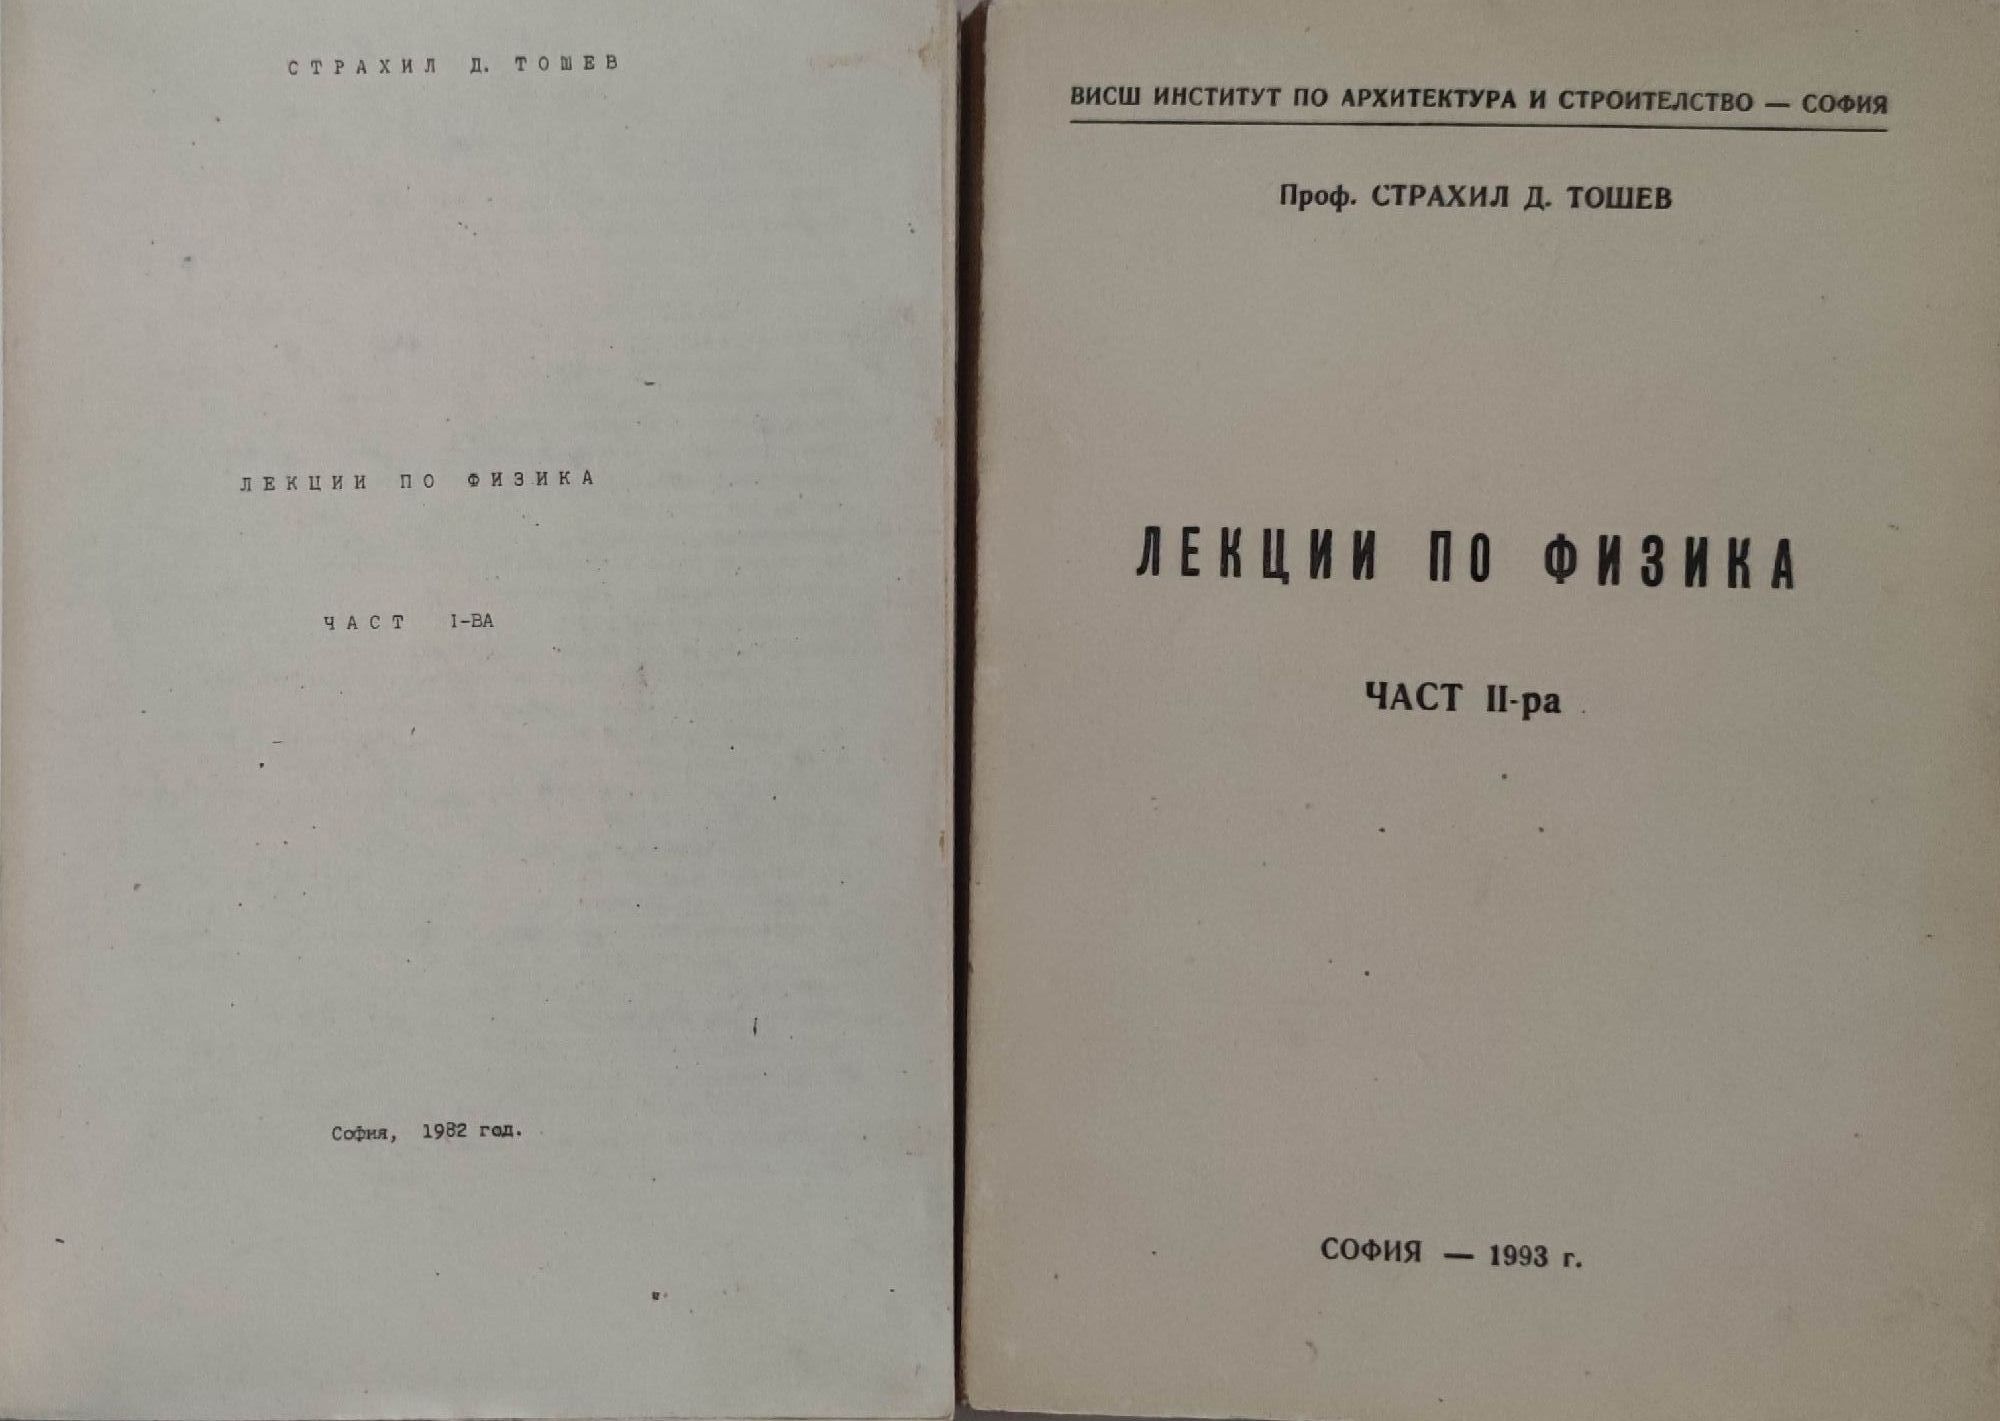 СТРАХИЛ Д. ТОШЕВ
ЛЕКЦИИ ПО ФИЗИКА
ЧАСТ I-ВА
София, 1982 год.
ВИСШ ИНСТИТУТ ПО АРХИТЕКТУРА И СТРОИТЕЛСТВО — СОФИЯ
Проф. СТРАХИЛ Д. ТОШЕВ
ЛЕКЦИИ ПО ФИЗИКА
ЧАСТ II-ра
СОФИЯ — 1993 г.